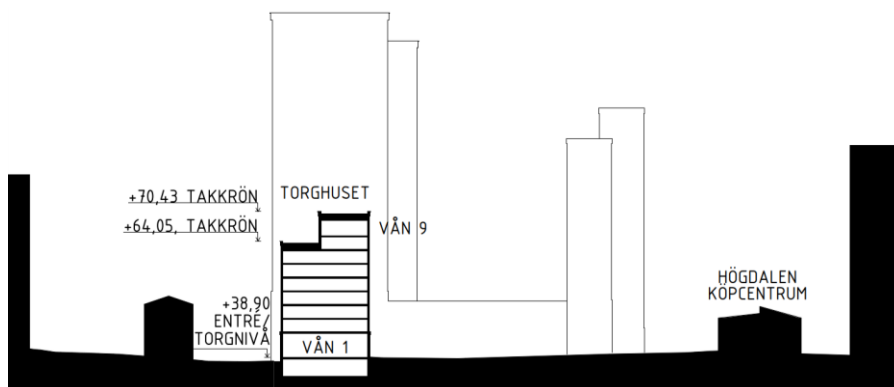 +70,43 TAKKRÖN
TORGHUSET
+64,05, TAKKRÖN
VÅN 9
+38,90
ENTRÉ/
TORGNIVÅ
VÅN 1
HÖGDALEN
KÖPCENTRUM